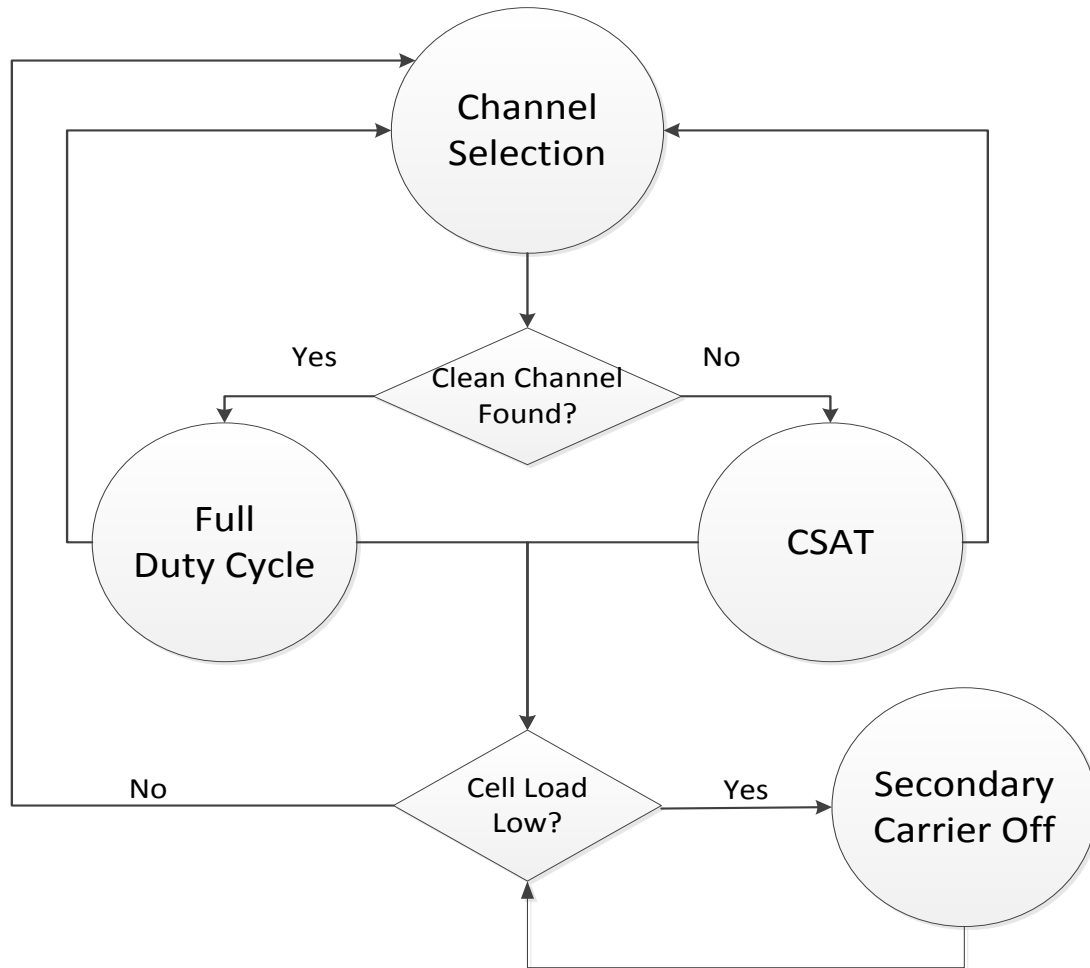 Channel
Selection
Yes
No
Clean Channel
Found?
Full
Duty Cycle
CSAT
No
Cell Load
Low?
Yes
Secondary
Carrier Off